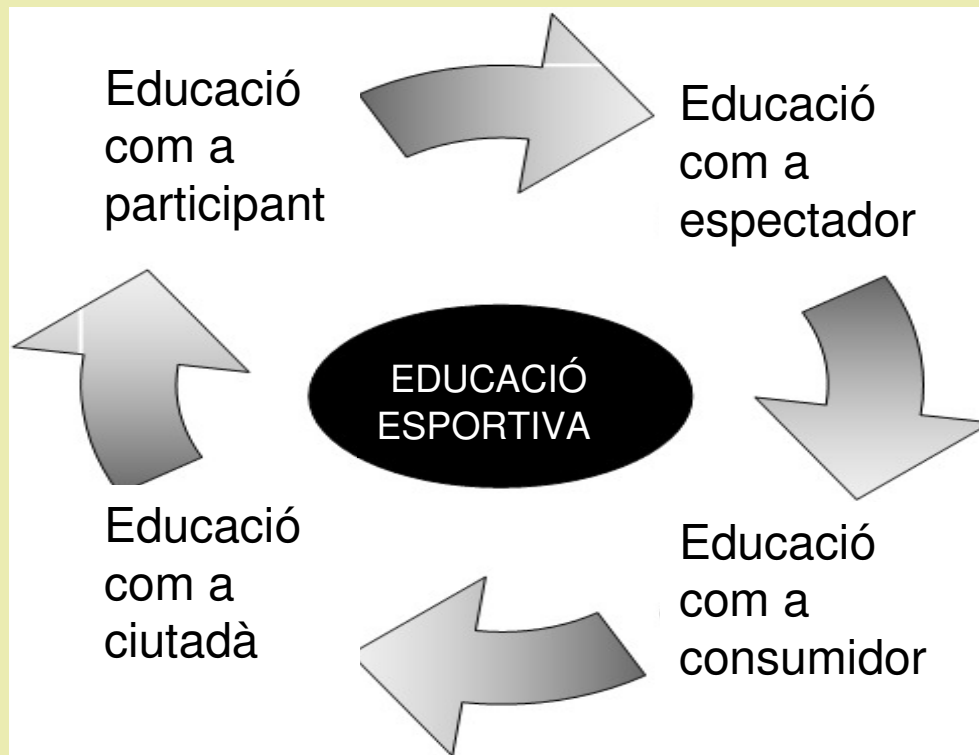 Educació
com a
participant
Educació
com a
espectador
EDUCACIÓ
ESPORTIVA
Educació
com a
ciutadà
Educació
com a
consumidor